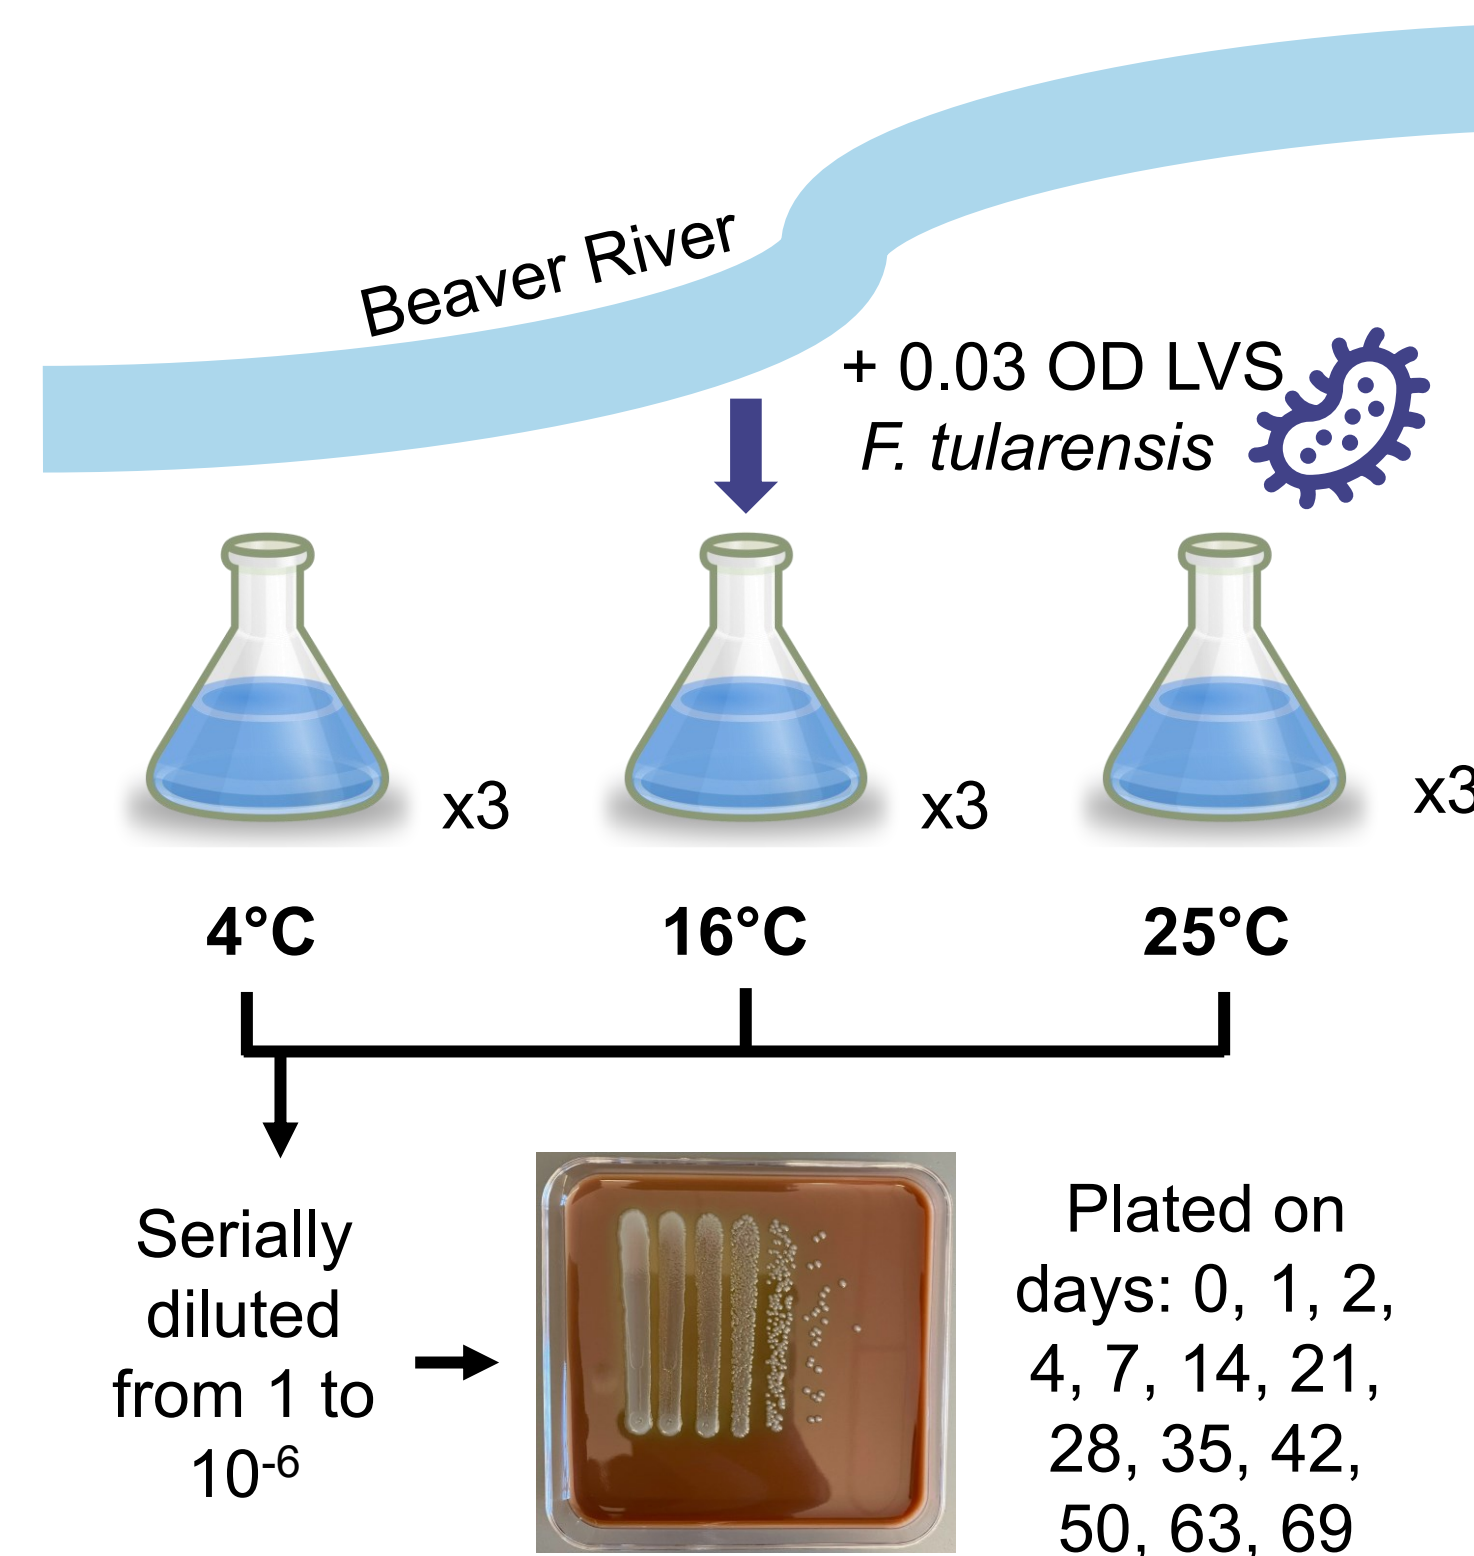 Beaver River
+ 0.03 OD LVS
F. tularensis
x3
x3
x3
4°C
16°C
25°C
Serially
diluted
from 1 to
10⁻⁶
Plated on
days: 0, 1, 2,
4, 7, 14, 21,
28, 35, 42,
50, 63, 69